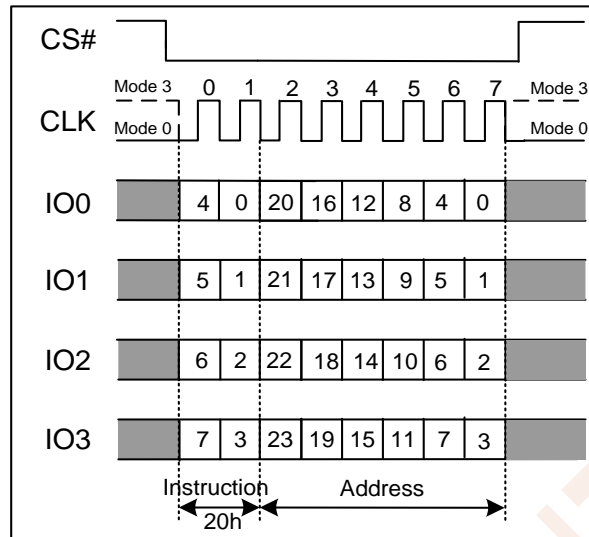 CS#
Mode 3 0 1 2 3 4 5 6 7 Mode 3
CLK
Mode 0 Mode 0
IO0 4 0 20 16 12 8 4 0
IO1 5 1 21 17 13 9 5 1
IO2 6 2 22 18 14 10 6 2
IO3 7 3 23 19 15 11 7 3
Instruction Address
20h